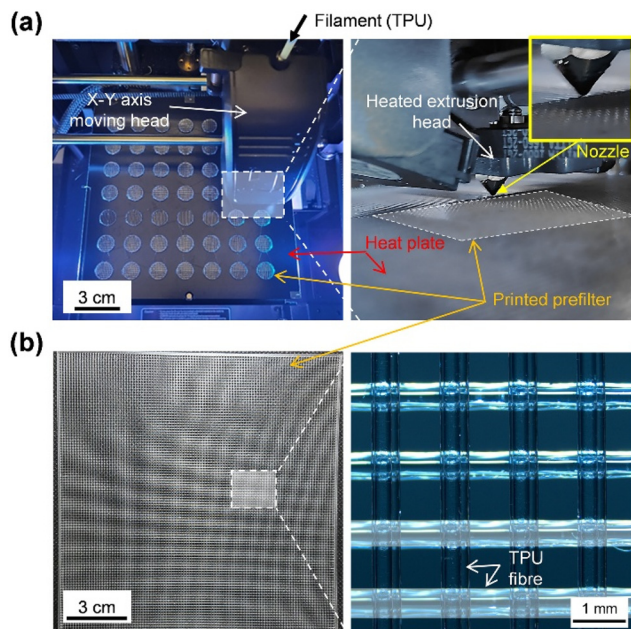 (a)
Filament (TPU)
X-Y axis
moving head
Heated extrusion
head
Nozzle
Heat plate
3 cm
Printed prefilter
(b)
TPU
fibre
3 cm
1 mm